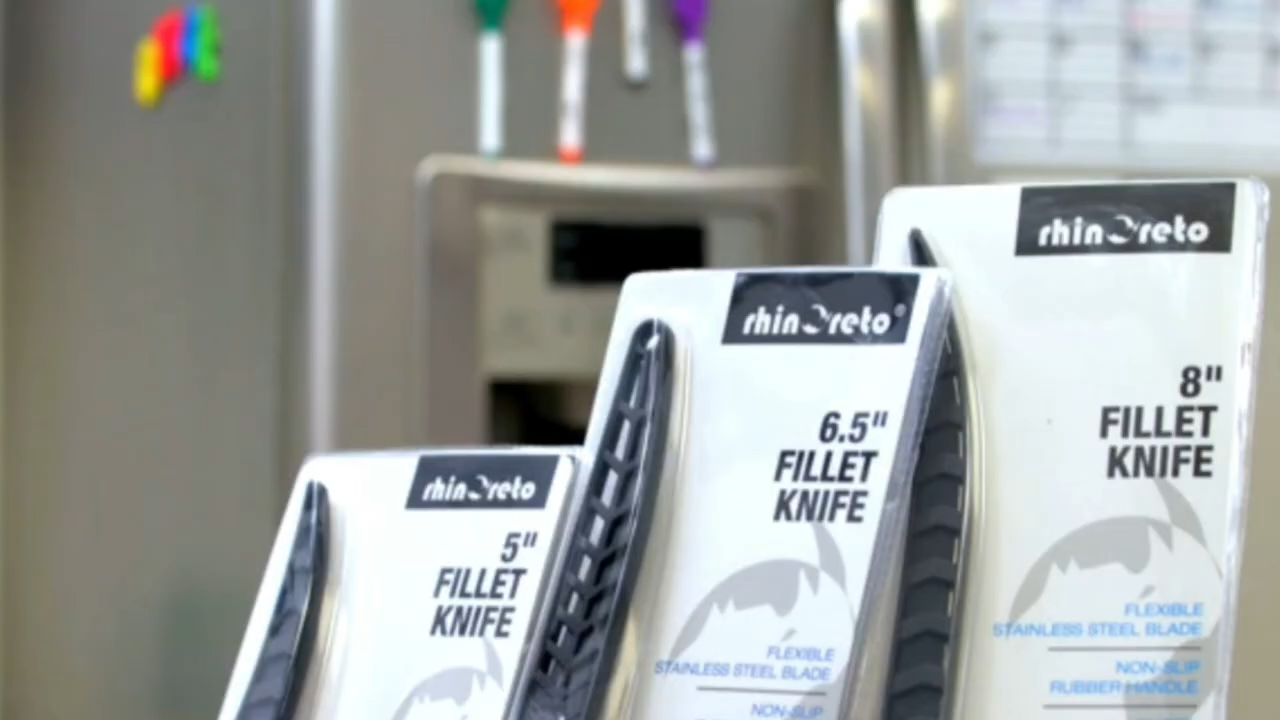 rhinoreto
8"
FILLET
KNIFE
FLEXIBLE
STAINLESS STEEL BLADE
NON-SLIP
RUBBER HANDLE
rhinoreto®
6.5"
FILLET
KNIFE
FLEXIBLE
STAINLESS STEEL BLADE
NON-SLIP
rhinoreto
5"
FILLET
KNIFE